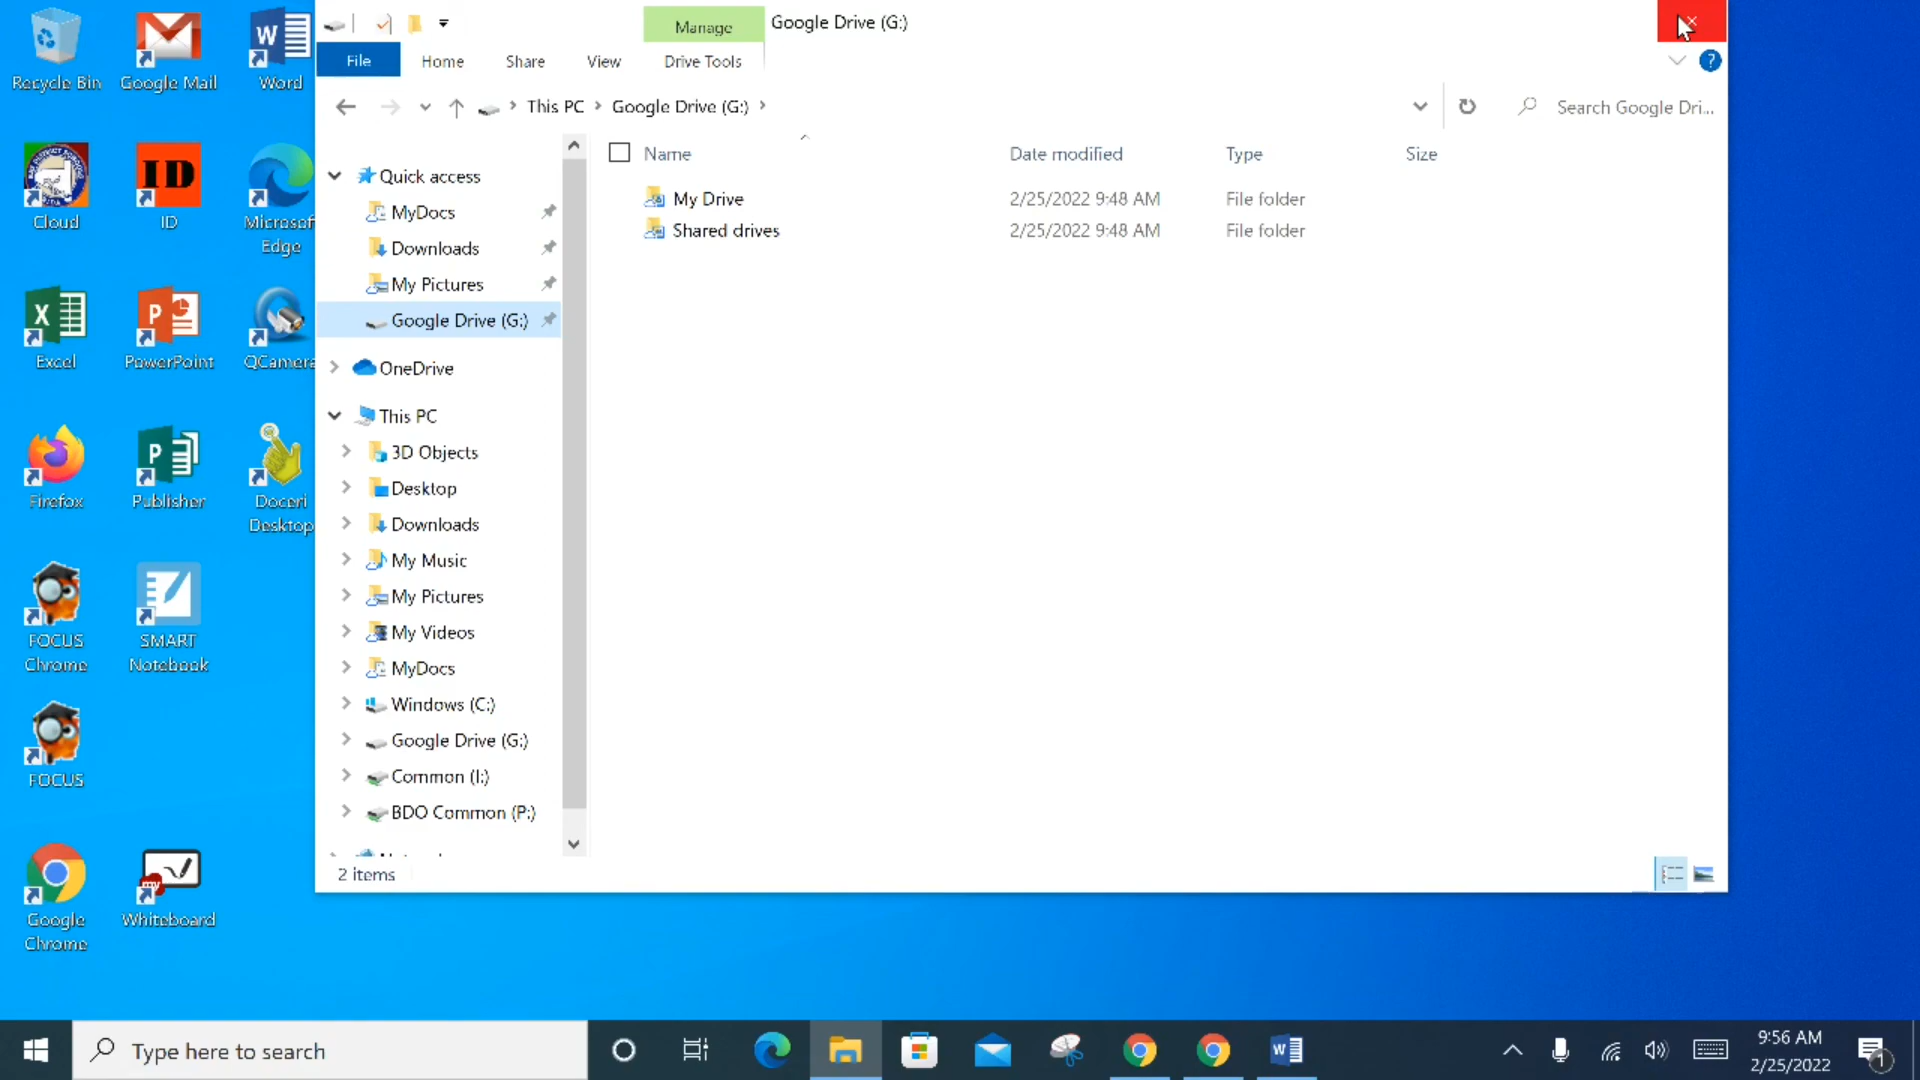 Recycle Bin
Google Mail
Word
Cloud
ID
ID
Microsof
Edge
Excel
PowerPoint
QCamera
Firefox
Publisher
Doceri
Desktop
FOCUS
Chrome
SMART
Notebook
FOCUS
Google
Chrome
Whiteboard
Manage
Google Drive (G:)
File
Home
Share
View
Drive Tools
This PC
Google Drive (G:)
Search Google Dri...
Name
Date modified
Type
Size
My Drive
2/25/2022 9:48 AM
File folder
Shared drives
2/25/2022 9:48 AM
File folder
Quick access
MyDocs
Downloads
My Pictures
Google Drive (G:)
OneDrive
This PC
3D Objects
Desktop
Downloads
My Music
My Pictures
My Videos
MyDocs
Windows (C:)
Google Drive (G:)
Common (I:)
BDO Common (P:)
2 items
Type here to search
9:56 AM
2/25/2022
1